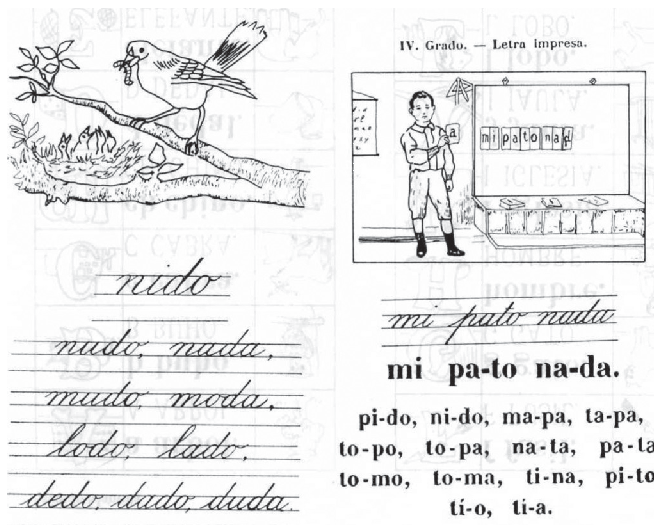 nido
nudo, nada,
mudo moda,
lodo, lado,
dedo, dado, duda.
IV. Grado. — Letra impresa.
a
mi pato nad
mi pato nada
mi pa-to na-da.
pi-do, ni-do, ma-pa, ta-pa,
to-po, to-pa, na-ta, pa-ta
to-mo, to-ma, ti-na, pi-to
tí-o, tí-a.